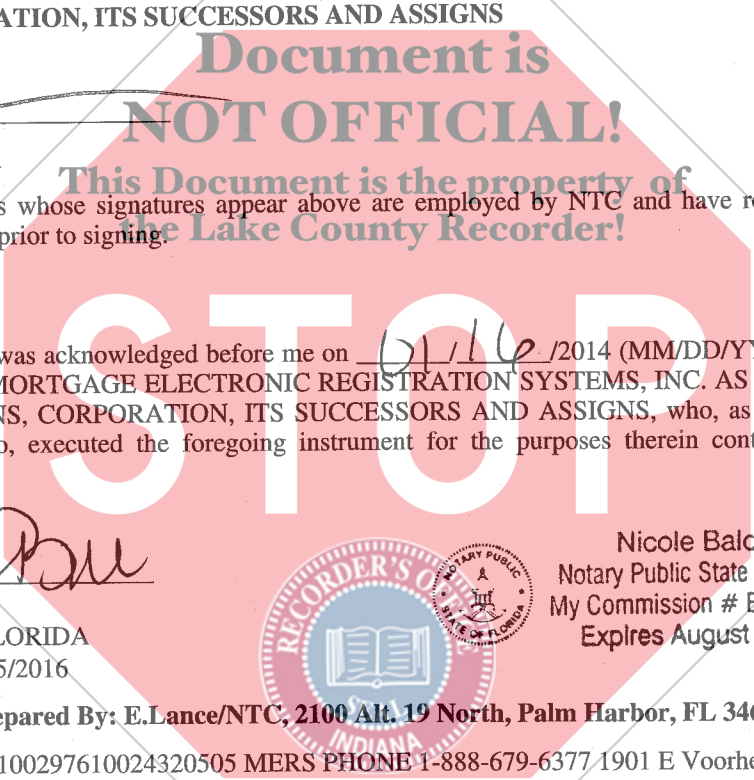 ATION, ITS SUCCESSORS AND ASSIGNS
Document is
NOT OFFICIAL!
This Document is the property of
the Lake County Recorder!
s whose signatures appear above are employed by NTC and have r
prior to signing.
STOP
was acknowledged before me on 01/16/2014 (MM/DD/YY
MORTGAGE ELECTRONIC REGISTRATION SYSTEMS, INC. AS
NS, CORPORATION, ITS SUCCESSORS AND ASSIGNS, who, as
o, executed the foregoing instrument for the purposes therein cont
RECORDER'S OFFICE
SEAL
INDIANA
NOTARY PUBLIC
STATE OF FLORIDA
Nicole Balc
Notary Public State
My Commission # E
Expires August
LORIDA
5/2016
epared By: E.Lance/NTC, 2100 Alt. 19 North, Palm Harbor, FL 346
100297610024320505 MERS PHONE 1-888-679-6377 1901 E Voorh